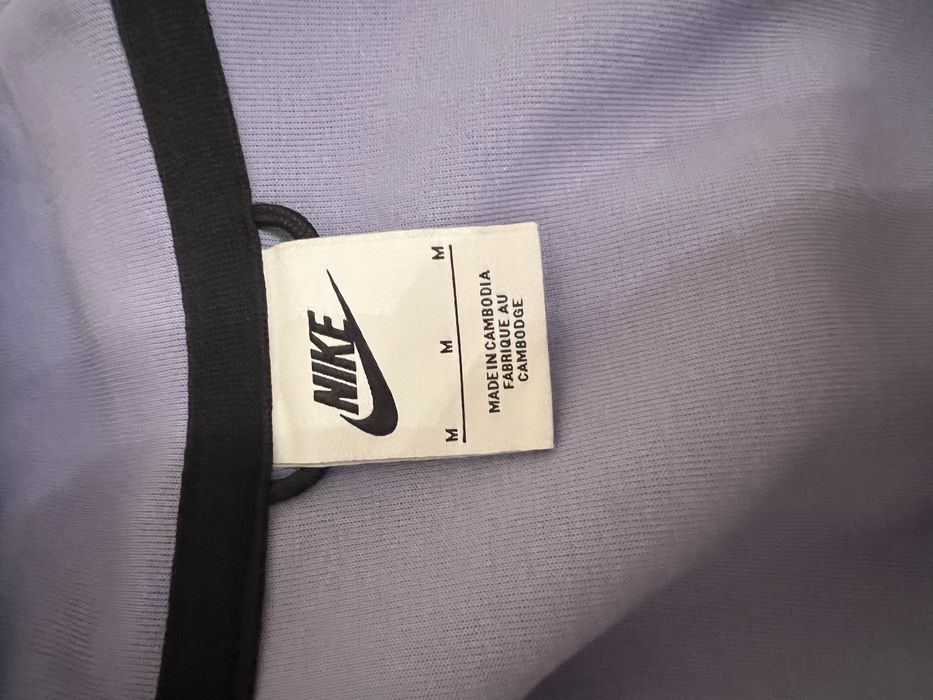 NIKE
M M M
MADE IN CAMBODIA
FABRIQUE AU
CAMBODGE